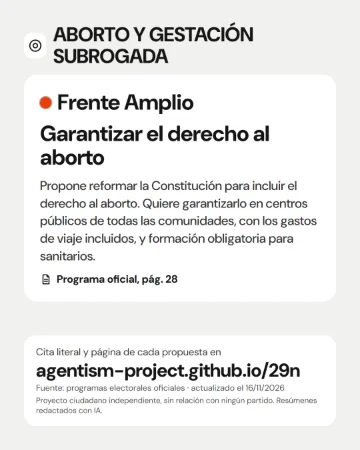 ABORTO Y GESTACIÓN
SUBROGADA
Frente Amplio
Garantizar el derecho al
aborto
Propone reformar la Constitución para incluir el
derecho al aborto. Quiere garantizarlo en centros
públicos de todas las comunidades, con los gastos
de viaje incluidos, y formación obligatoria para
sanitarios.
Programa oficial, pág. 28
Cita literal y página de cada propuesta en
agentism-project.github.io/29n
Fuente: programas electorales oficiales · actualizado el 16/11/2026
Proyecto ciudadano independiente, sin relación con ningún partido. Resúmenes
redactados con IA.